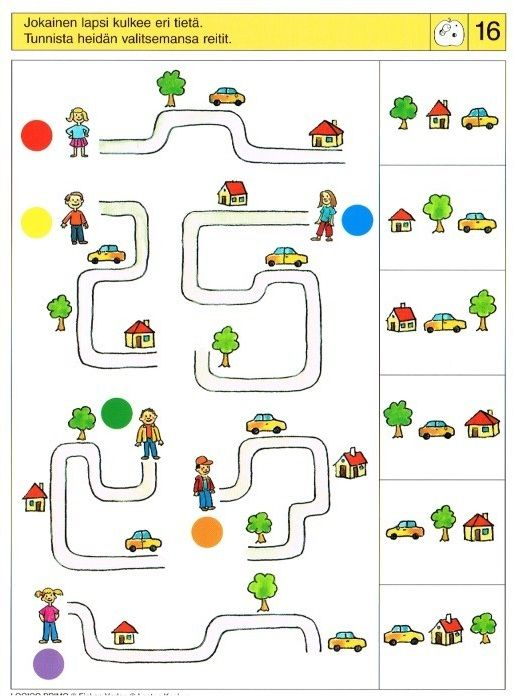 Jokainen lapsi kulkee eri tietä.
Tunnista heidän valitsemansa reitit.
16